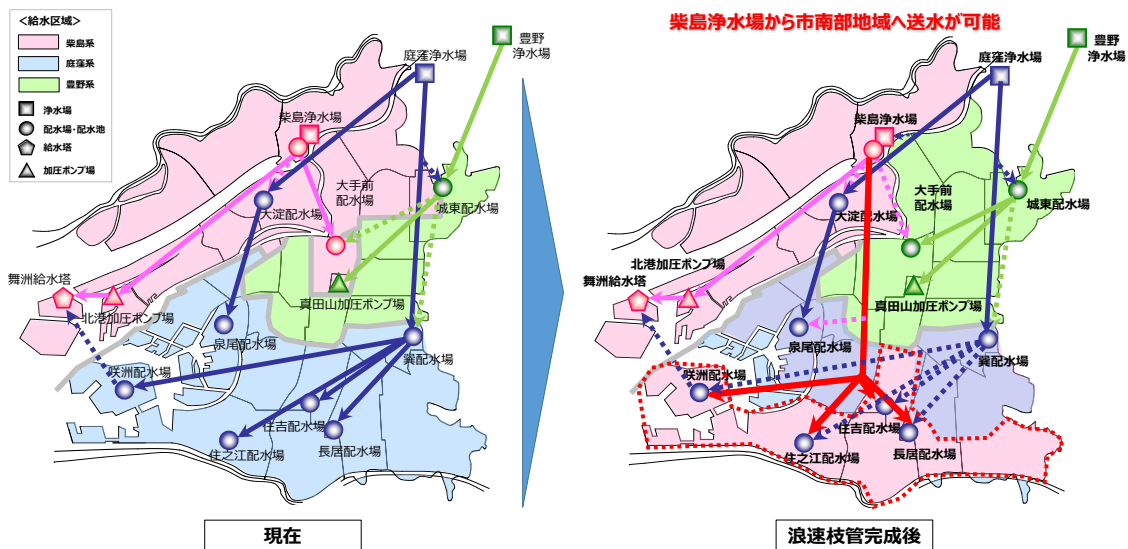 <給水区域>
柴島系
庭窪系
豊野系
浄水場
配水場・配水池
給水塔
加圧ポンプ場
豊野
浄水場
庭窪浄水場
柴島浄水場
大手前
配水場
大淀配水場
城東配水場
舞洲給水塔
北港加圧ポンプ場
真田山加圧ポンプ場
泉尾配水場
巽配水場
咲洲配水場
住吉配水場
住之江配水場
長居配水場
現在
柴島浄水場から市南部地域へ送水が可能
豊野
浄水場
庭窪浄水場
柴島浄水場
大手前
配水場
大淀配水場
城東配水場
北港加圧ポンプ場
舞洲給水塔
真田山加圧ポンプ場
泉尾配水場
巽配水場
咲洲配水場
住吉配水場
住之江配水場
長居配水場
浪速枝管完成後